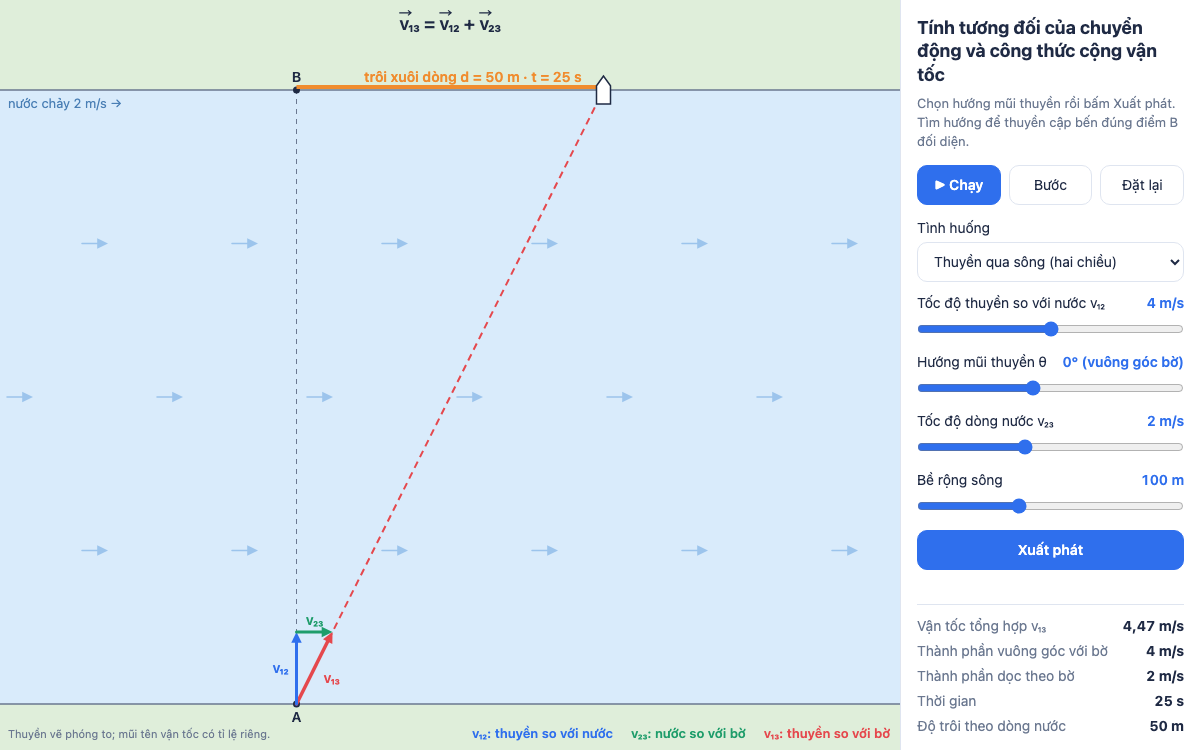 v₁₃ = v₁₂ + v₂₃
B
trôi xuôi dòng d = 50 m · t = 25 s
nước chảy 2 m/s →
v₂₃
v₁₂
v₁₃
A
Thuyền vẽ phóng to; mũi tên vận tốc có tỉ lệ riêng.
v₁₂: thuyền so với nước
v₂₃: nước so với bờ
v₁₃: thuyền so với bờ
Tính tương đối của chuyển
động và công thức cộng vận
tốc
Chọn hướng mũi thuyền rồi bấm Xuất phát.
Tìm hướng để thuyền cập bến đúng điểm B
đối diện.
▶ Chạy
Bước
Đặt lại
Tình huống
Thuyền qua sông (hai chiều)
Tốc độ thuyền so với nước v₁₂ 4 m/s
Hướng mũi thuyền θ 0° (vuông góc bờ)
Tốc độ dòng nước v₂₃ 2 m/s
Bề rộng sông 100 m
Xuất phát
Vận tốc tổng hợp v₁₃ 4,47 m/s
Thành phần vuông góc với bờ 4 m/s
Thành phần dọc theo bờ 2 m/s
Thời gian 25 s
Độ trôi theo dòng nước 50 m